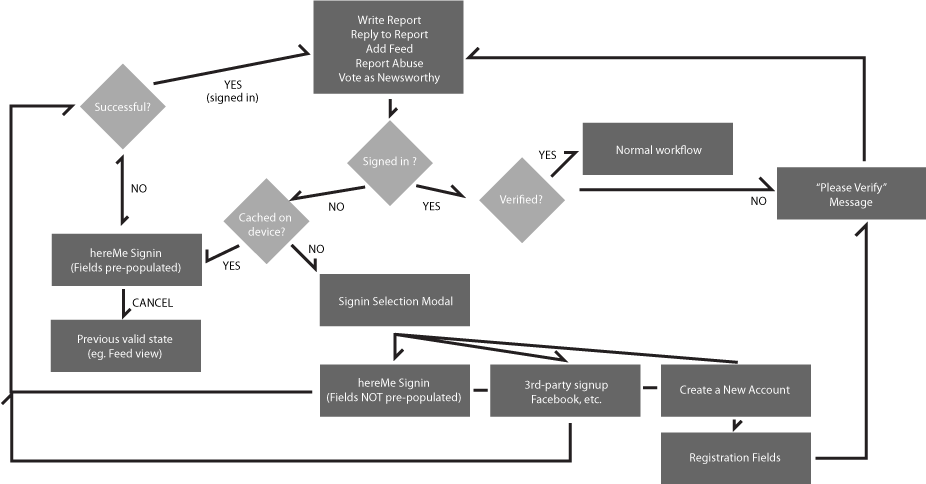 Write Report
Reply to Report
Add Feed
Report Abuse
Vote as Newsworthy
YES
(signed in)
Successful?
Signed in ?
YES
Normal workflow
NO
YES
Verified?
NO
"Please Verify"
Message
Cached on
device?
NO
hereMe Signin
(Fields pre-populated)
YES
NO
CANCEL
Signin Selection Modal
Previous valid state
(eg. Feed view)
hereMe Signin
(Fields NOT pre-populated)
3rd-party signup
Facebook, etc.
Create a New Account
Registration Fields